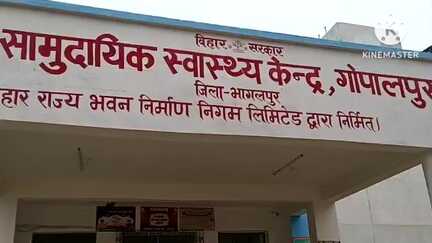 बिहार सरकार
सामुदायिक स्वास्थ्य केन्द्र, गोपालपुर
जिला-भागलपुर
हार राज्य भवन निर्माण निगम लिमिटेड द्वारा निर्मित।
KINEMASTER